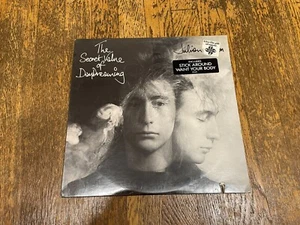 The
Secret Value
of
Daydreaming
Julian
STICK AROUND
WANT YOUR BODY